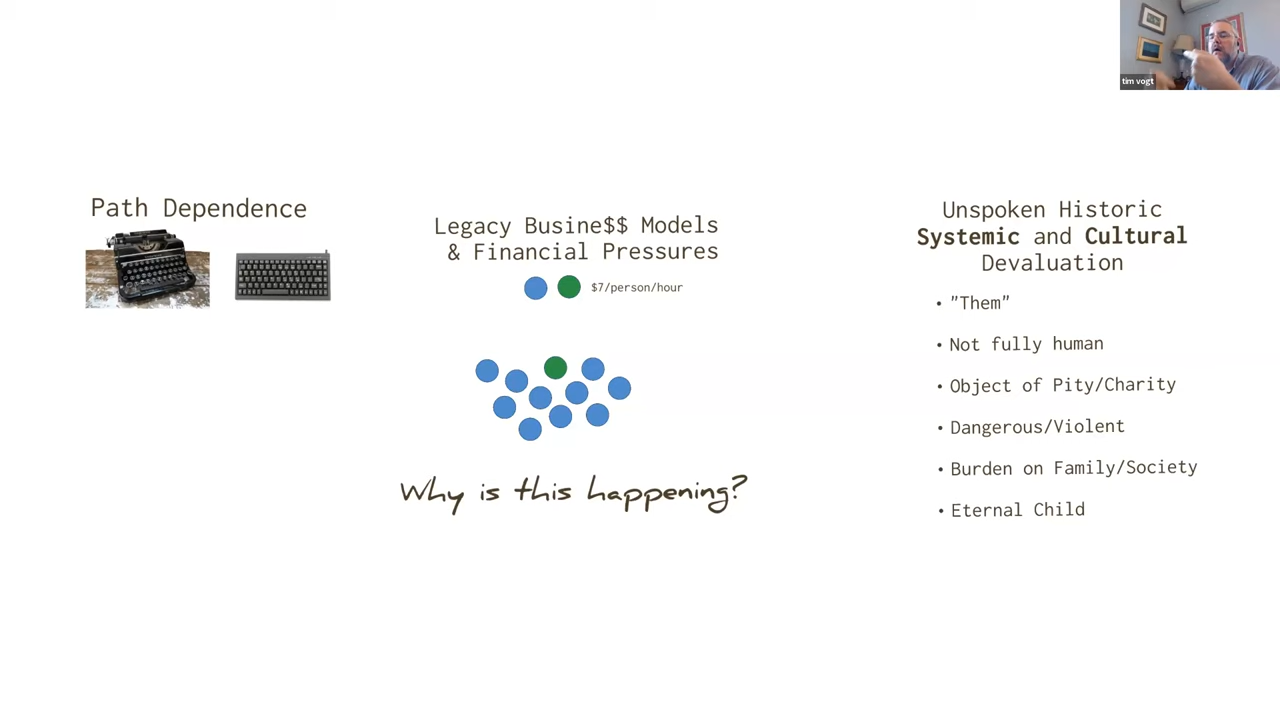 tim vogt
Path Dependence
Legacy Busine$$ Models
& Financial Pressures
$7/person/hour
Why is this happening?
Unspoken Historic
Systemic and Cultural
Devaluation
• "Them"
• Not fully human
• Object of Pity/Charity
• Dangerous/Violent
• Burden on Family/Society
• Eternal Child